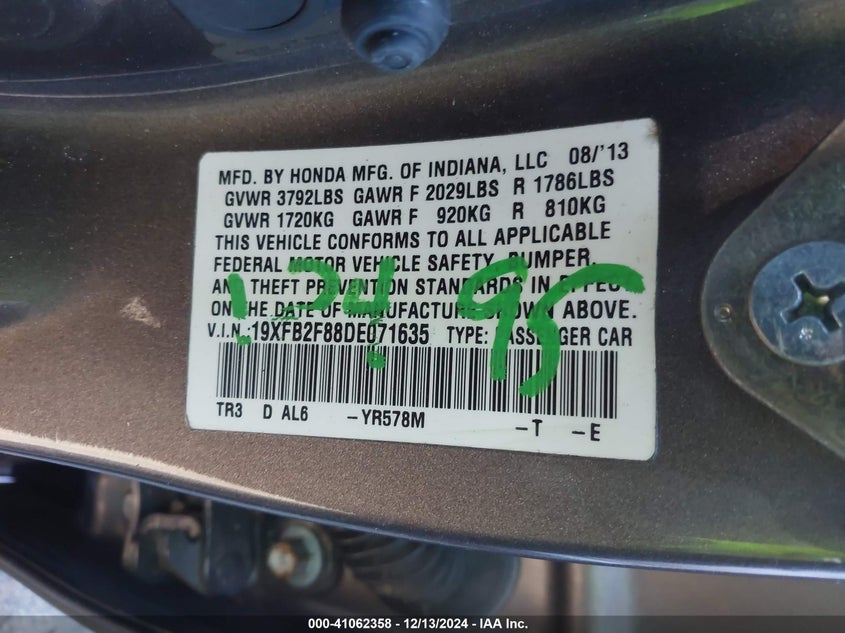 MFD. BY HONDA MFG. OF INDIANA, LLC 08/'13
GVWR 3792LBS GAWR F 2029LBS R 1786LBS
GVWR 1720KG GAWR F 920KG R 810KG
THIS VEHICLE CONFORMS TO ALL APPLICABLE
FEDERAL MOTOR VEHICLE SAFETY, BUMPER,
AND THEFT PREVENTION STANDARDS IN EFFECT
ON THE DATE OF MANUFACTURE SHOWN ABOVE.
V.I.N.:19XFB2F88DE071635 TYPE: PASSENGER CAR
TR3 D AL6 -YR578M -T -E
95
000-41062358 - 12/13/2024 - IAA Inc.